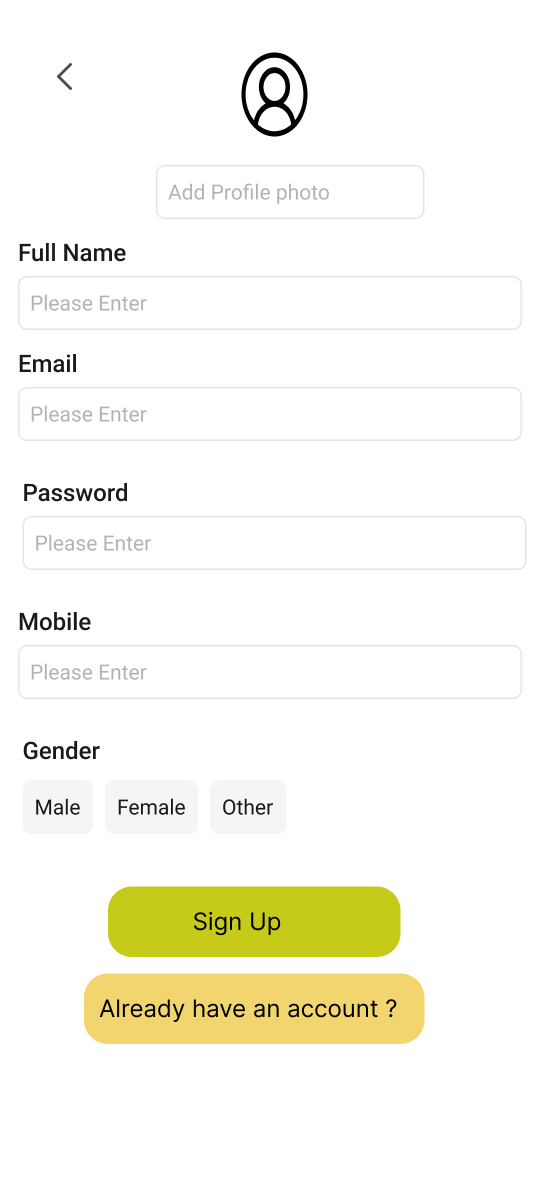 Add Profile photo
Full Name
Please Enter
Email
Please Enter
Password
Please Enter
Mobile
Please Enter
Gender
Male Female Other
Sign Up
Already have an account ?